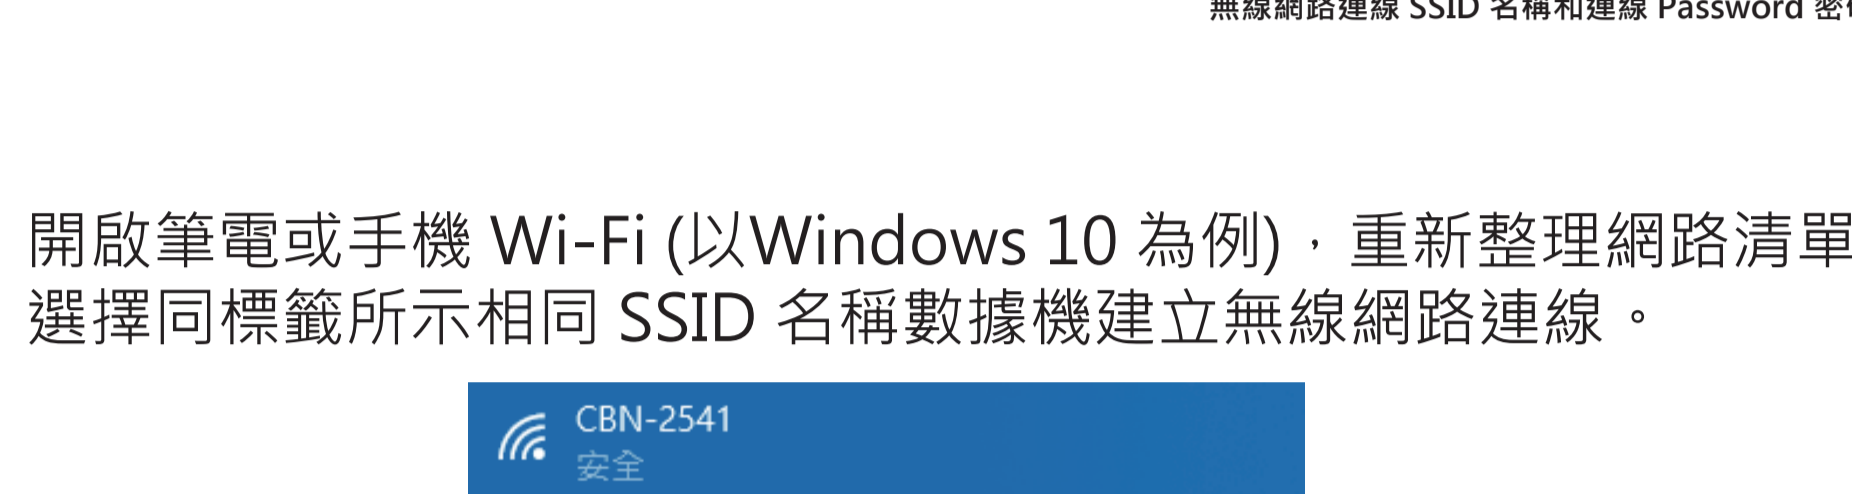 無線網路連線 SSID 名稱和連線 Password 密
開啟筆電或手機 Wi-Fi (以Windows 10 為例)，重新整理網路清單
選擇同標籤所示相同 SSID 名稱數據機建立無線網路連線。
CBN-2541
安全